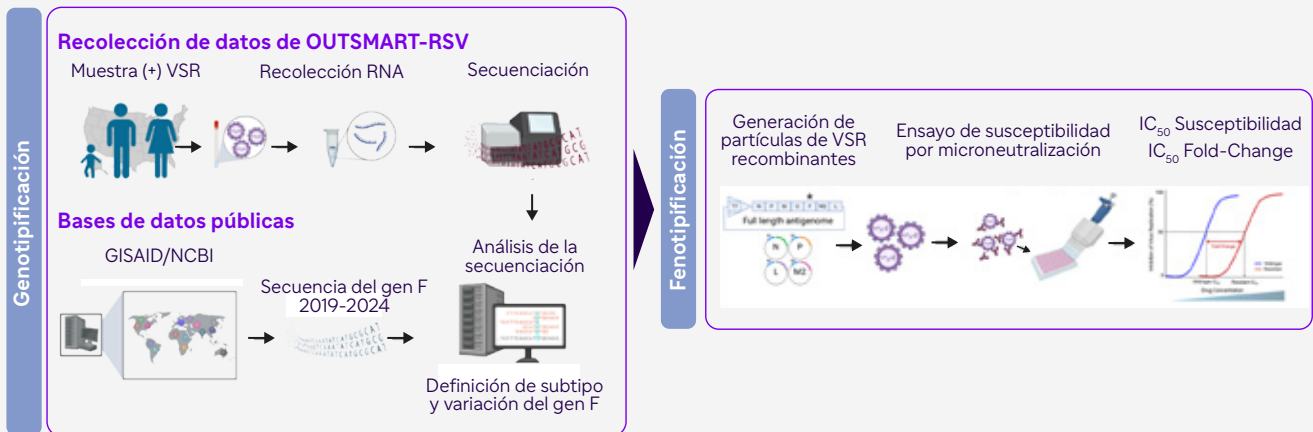 Genotipificación
Recolección de datos de OUTSMART-RSV
Muestra (+) VSR
Recolección RNA
Secuenciación
Bases de datos públicas
GISAID/NCBI
Secuencia del gen F
2019-2024
Análisis de la
secuenciación
Definición de subtipo
y variación del gen F
Fenotipificación
Generación de
partículas de VSR
recombinantes
Full length antigenome
N
P
L
M2
Ensayo de susceptibilidad
por microneutralización
IC50 Susceptibilidad
IC50 Fold-Change
Drug Concentration